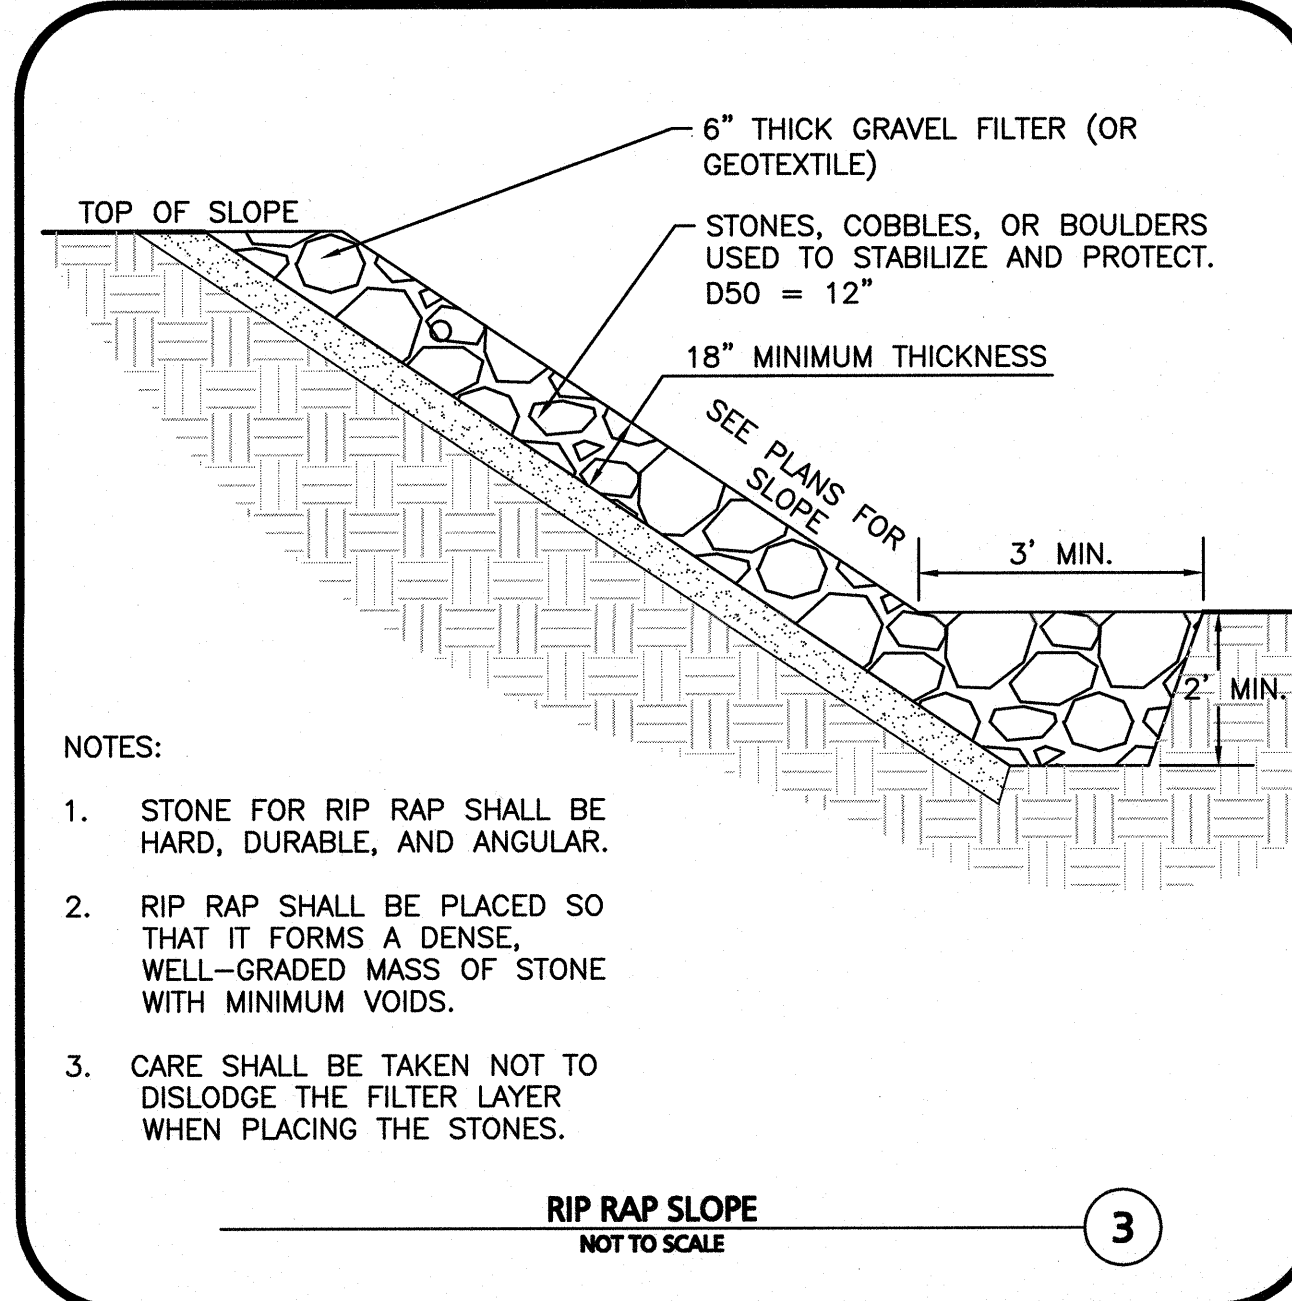 6" THICK GRAVEL FILTER (OR
GEOTEXTILE)
TOP OF SLOPE
STONES, COBBLES, OR BOULDERS
USED TO STABILIZE AND PROTECT.
D50 = 12"
18" MINIMUM THICKNESS
SEE PLANS FOR
SLOPE
3' MIN.
2' MIN.
NOTES:
1. STONE FOR RIP RAP SHALL BE
HARD, DURABLE, AND ANGULAR.
2. RIP RAP SHALL BE PLACED SO
THAT IT FORMS A DENSE,
WELL-GRADED MASS OF STONE
WITH MINIMUM VOIDS.
3. CARE SHALL BE TAKEN NOT TO
DISLODGE THE FILTER LAYER
WHEN PLACING THE STONES.
RIP RAP SLOPE
NOT TO SCALE
3